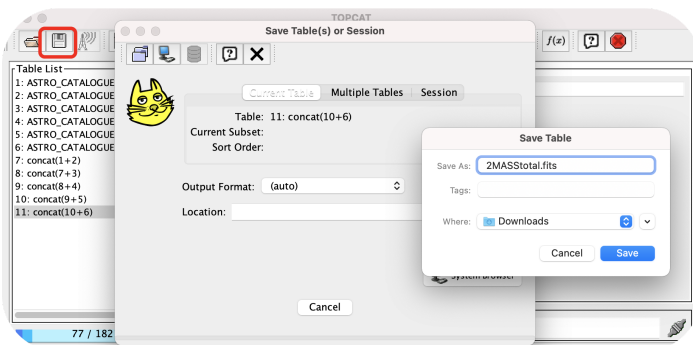 TOPCAT
Save Table(s) or Session
f(x)
Table List
1: ASTRO_CATALOGUE
2: ASTRO_CATALOGUE
3: ASTRO_CATALOGUE
4: ASTRO_CATALOGUE
5: ASTRO_CATALOGUE
6: ASTRO_CATALOGUE
7: concat(1+2)
8: concat(7+3)
9: concat(8+4)
10: concat(9+5)
11: concat(10+6)
77 / 182
Current Table Multiple Tables Session
Table: 11: concat(10+6)
Current Subset:
Sort Order:
Output Format: (auto)
Location:
System Browser
Cancel
Save Table
Save As: 2MASStotal.fits
Tags:
Where: Downloads
Cancel Save